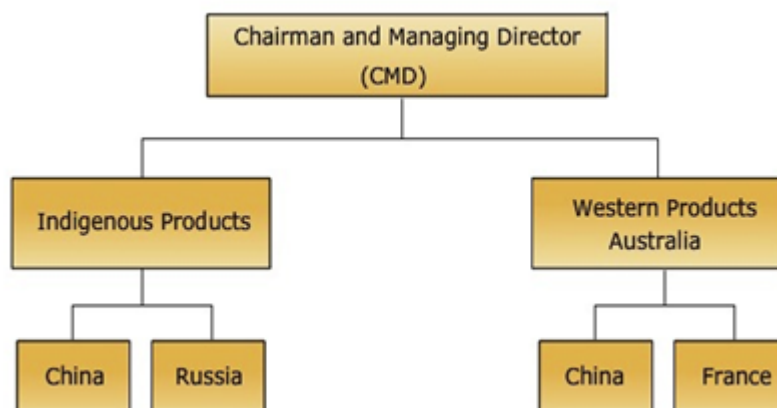 Chairman and Managing Director
(CMD)
Indigenous Products
Western Products
Australia
China
Russia
China
France